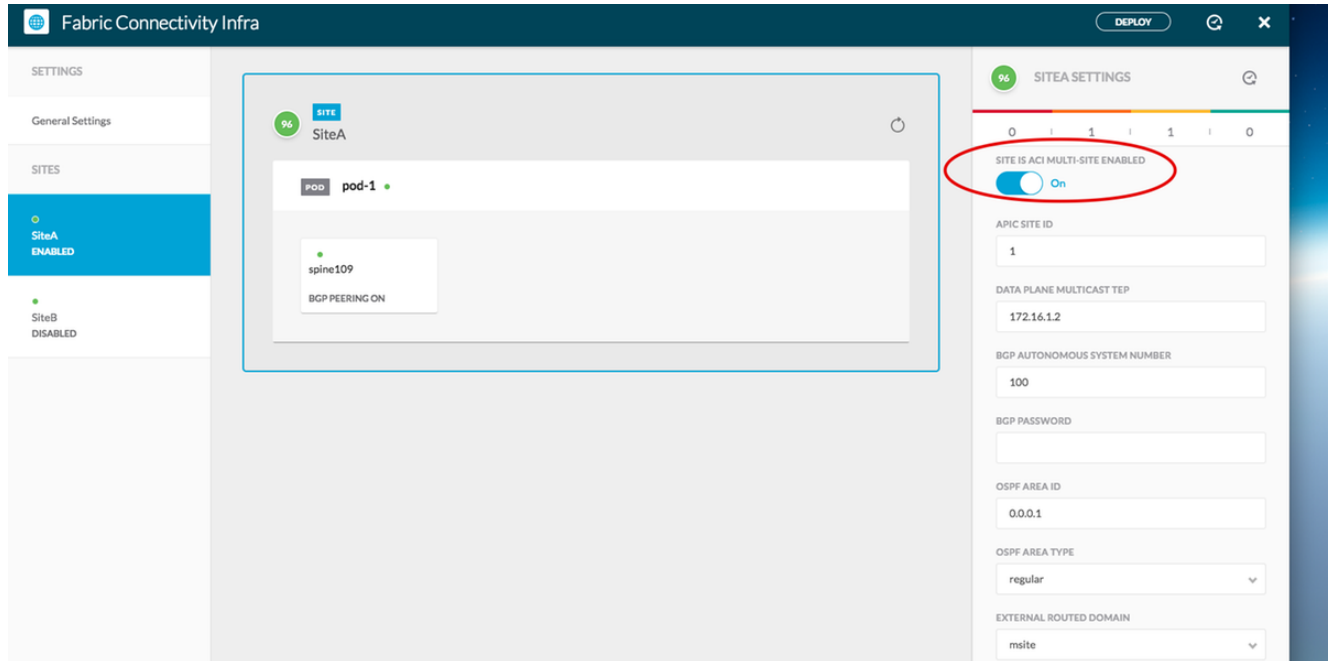 Fabric Connectivity Infra
DEPLOY
SETTINGS
General Settings
SITES
SiteA
ENABLED
SiteB
DISABLED
96
SITE
SiteA
POD pod-1
spine109
BGP PEERING ON
96 SITEA SETTINGS
0 1 1 0
SITE IS ACI MULTI-SITE ENABLED
On
APIC SITE ID
1
DATA PLANE MULTICAST TEP
172.16.1.2
BGP AUTONOMOUS SYSTEM NUMBER
100
BGP PASSWORD
OSPF AREA ID
0.0.0.1
OSPF AREA TYPE
regular
EXTERNAL ROUTED DOMAIN
msite